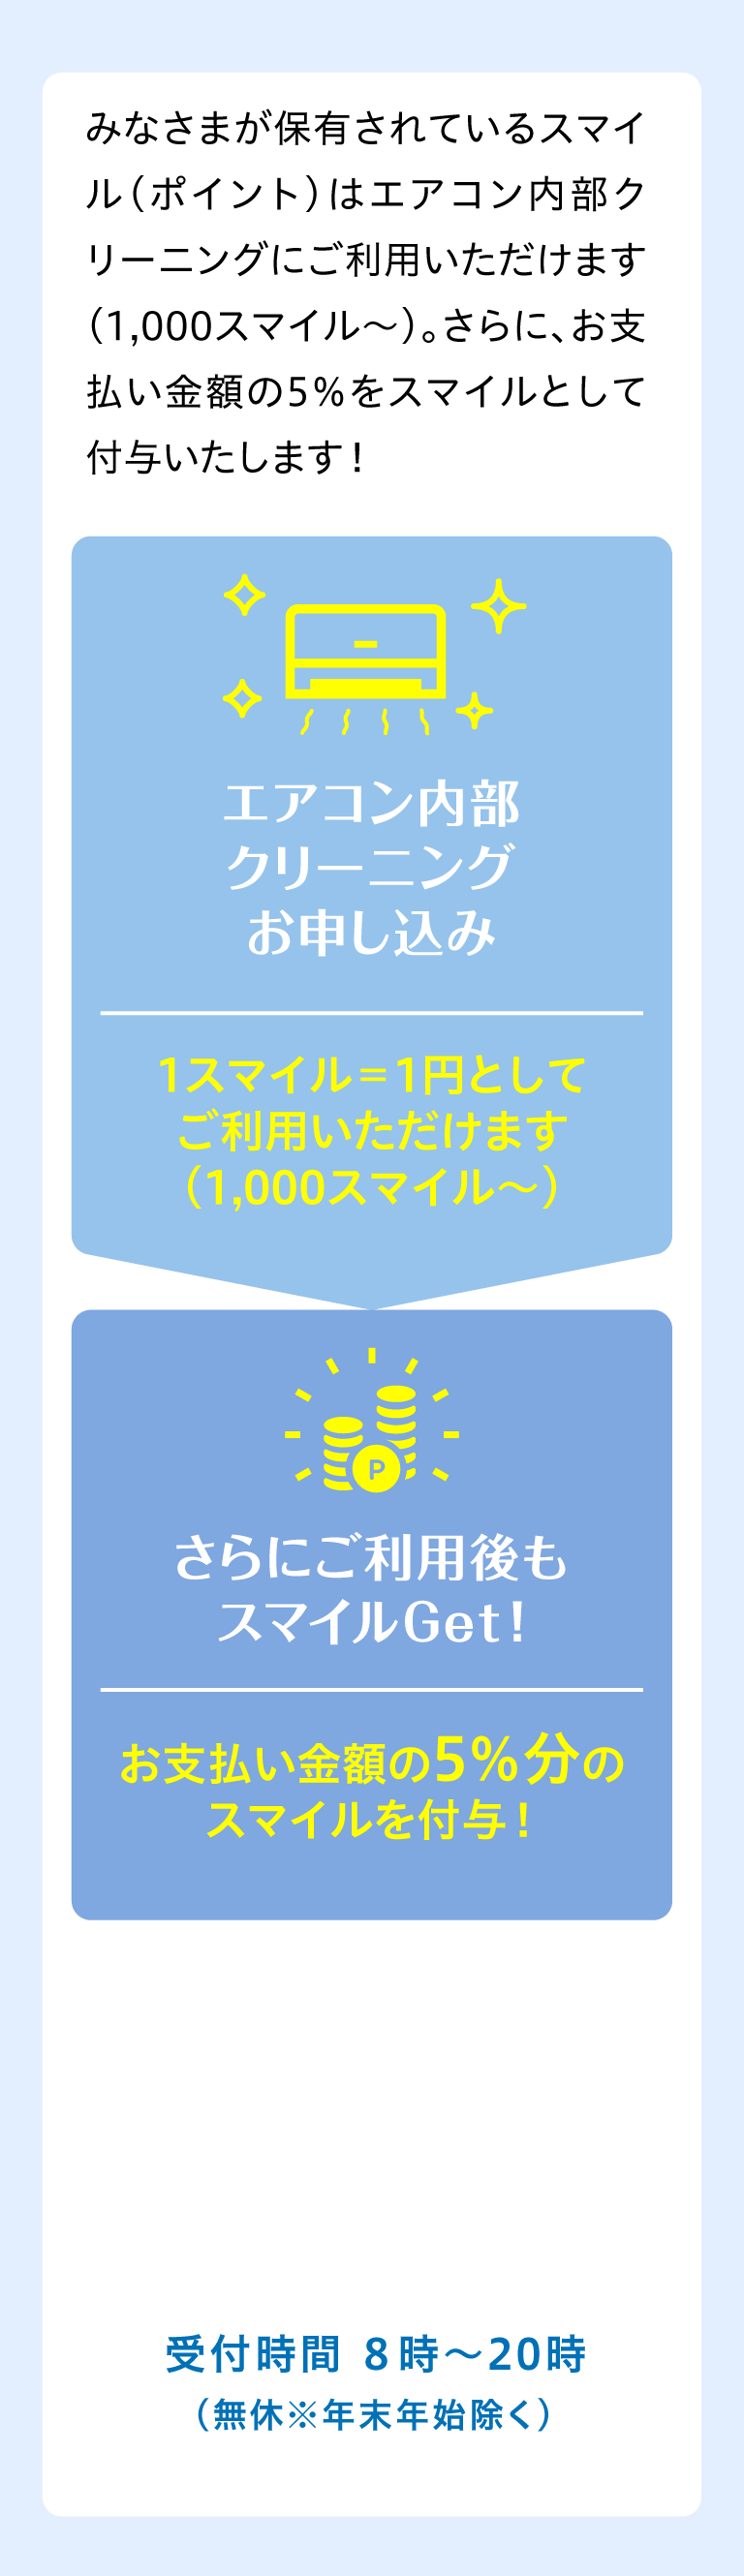 みなさまが保有されているスマイ
ル（ポイント）はエアコン内部ク
リーニングにご利用いただけます
（1,000スマイル～）。さらに、お支
払い金額の5％をスマイルとして
付与いたします！
エアコン内部
クリーニング
お申し込み
1スマイル＝1円として
ご利用いただけます
（1,000スマイル～）
P
さらにご利用後も
スマイルGet！
お支払い金額の5％分の
スマイルを付与！
受付時間 8時～20時
（無休※年末年始除く）